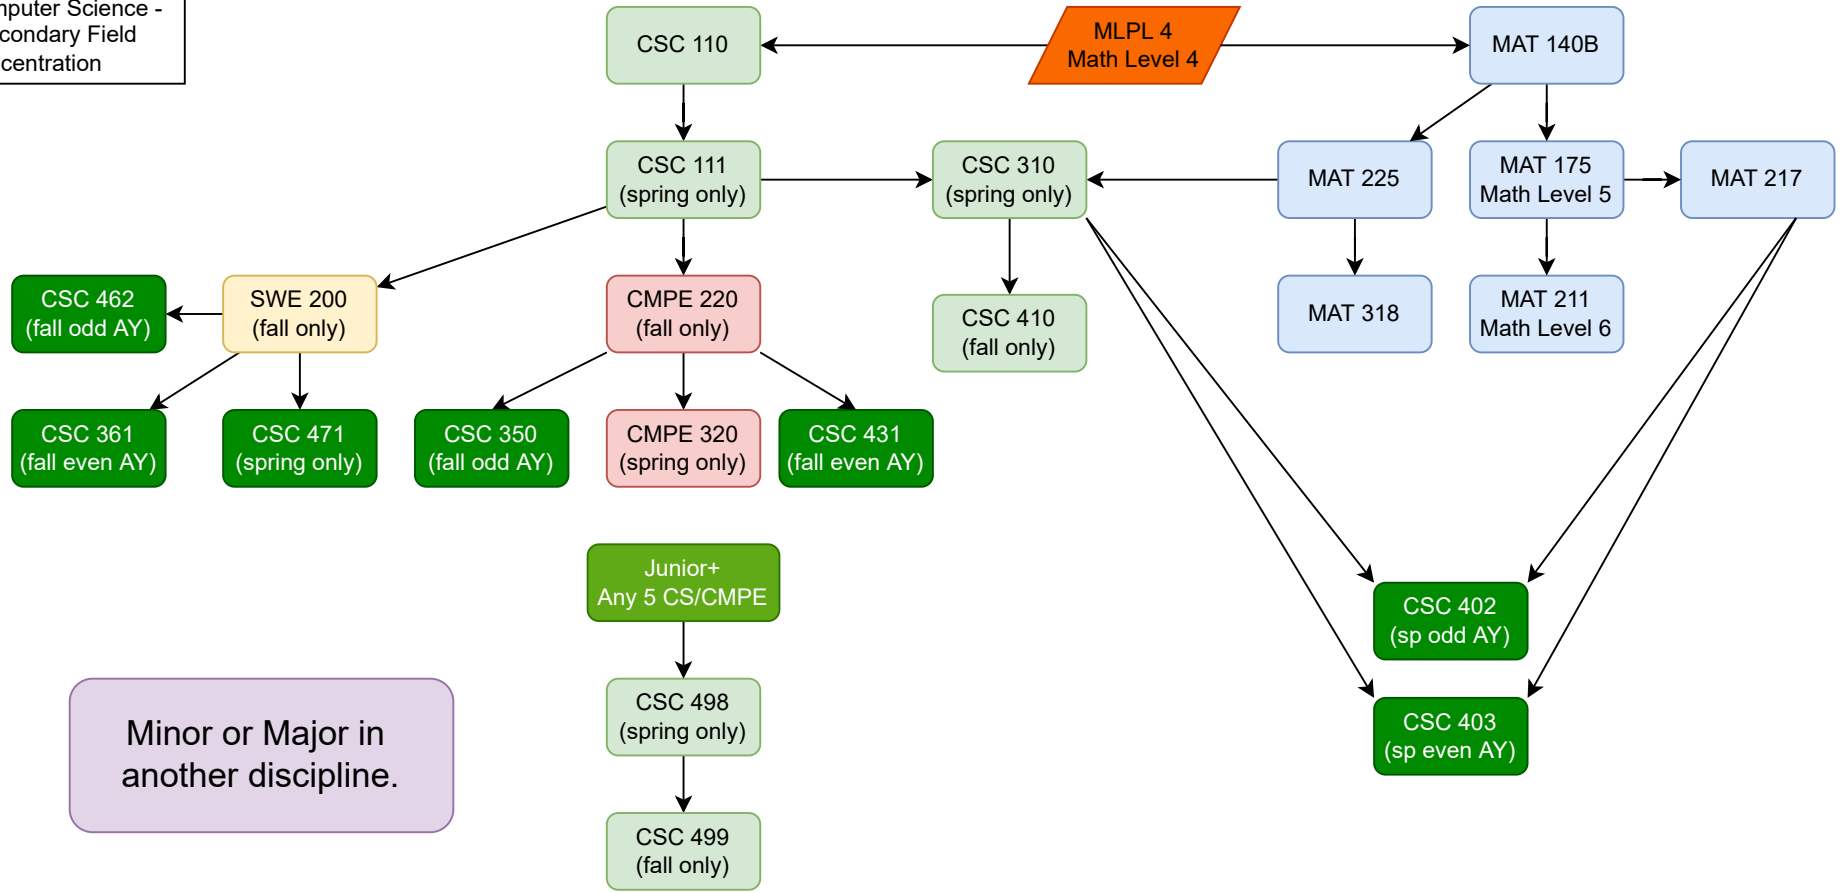 Science -
Field
CSC 110
MLPL 4
Math Level 4
MAT 140B
CSC 111
(spring only)
CSC 310
(spring only)
MAT 225
MAT 175
Math Level 5
MAT 217
CSC 462
(fall odd AY)
SWE 200
(fall only)
CMPE 220
(fall only)
CSC 410
(fall only)
MAT 318
MAT 211
Math Level 6
CSC 361
(fall even AY)
CSC 471
(spring only)
CSC 350
(fall odd AY)
CMPE 320
(spring only)
CSC 431
(fall even AY)
Junior+
Any 5 CS/CMPE
CSC 402
(sp odd AY)
CSC 498
(spring only)
CSC 403
(sp even AY)
Minor or Major in
another discipline.
CSC 499
(fall only)